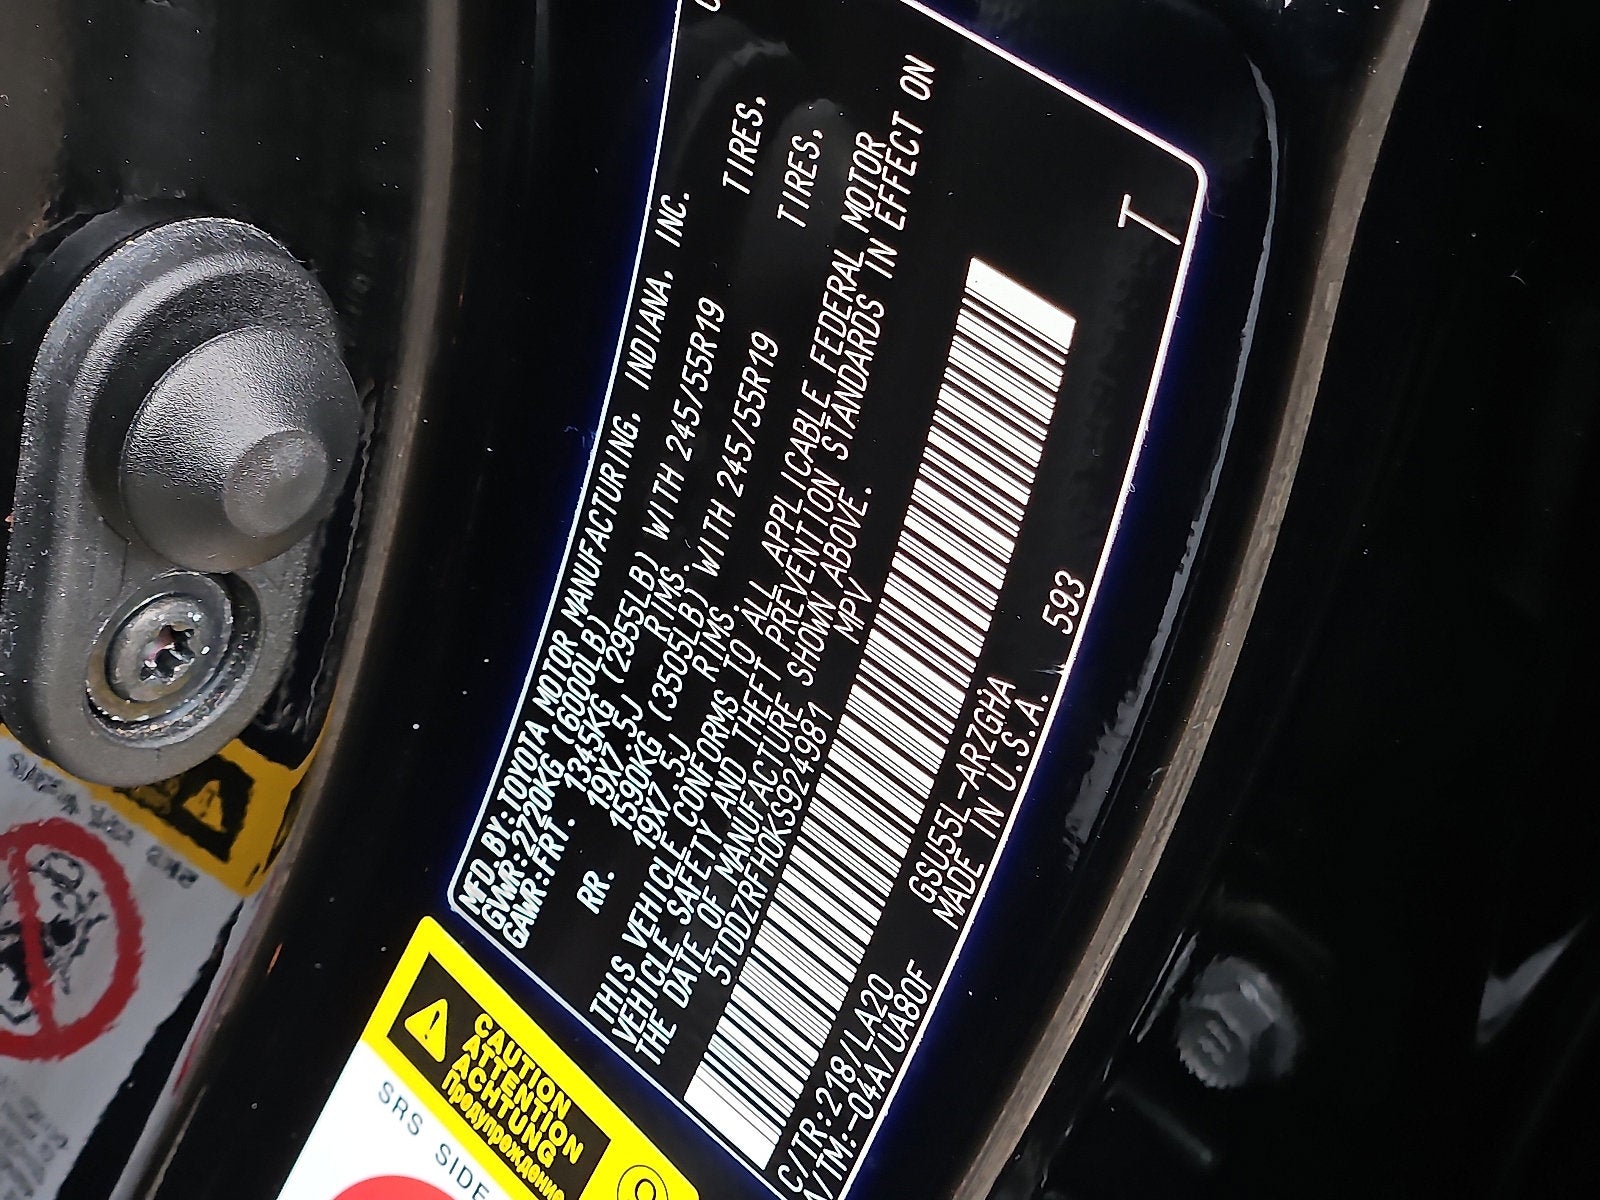 MFD BY:TOYOTA MOTOR MANUFACTURING, INDIANA, INC.
GVWR:2720KG (6000LB)
GAWR:FRT. 1345KG (2955LB) WITH 245/55R19 TIRES,
19X7.5J RIMS.
RR. 1590KG (3505LB) WITH 245/55R19 TIRES,
19X7.5J RIMS.
THIS VEHICLE CONFORMS TO ALL APPLICABLE FEDERAL MOTOR
VEHICLE SAFETY AND THEFT PREVENTION STANDARDS IN EFFECT ON
THE DATE OF MANUFACTURE SHOWN ABOVE.
5TDDZRFH0KS924981 MPV
C/TR:218/LA20 GSU55L-ARZGHA 593 T
A/TM:-04A/UA80F MADE IN U.S.A.
CAUTION
ATTENTION
ACHTUNG
Предупреждение
SRS SIDE